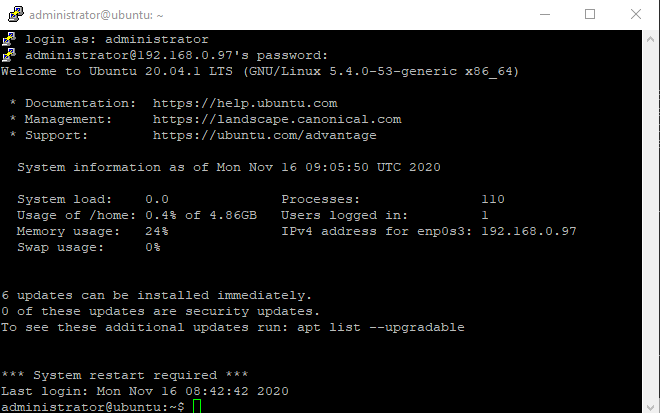 administrator@ubuntu: ~
login as: administrator
administrator@192.168.0.97's password:
Welcome to Ubuntu 20.04.1 LTS (GNU/Linux 5.4.0-53-generic x86_64)
* Documentation:  https://help.ubuntu.com
* Management:     https://landscape.canonical.com
* Support:        https://ubuntu.com/advantage
System information as of Mon Nov 16 09:05:50 UTC 2020
System load:    0.0              Processes:               110
Usage of /home: 0.4% of 4.86GB   Users logged in:         1
Memory usage:   24%              IPv4 address for enp0s3: 192.168.0.97
Swap usage:     0%
6 updates can be installed immediately.
0 of these updates are security updates.
To see these additional updates run: apt list --upgradable
*** System restart required ***
Last login: Mon Nov 16 08:42:42 2020
administrator@ubuntu:~$